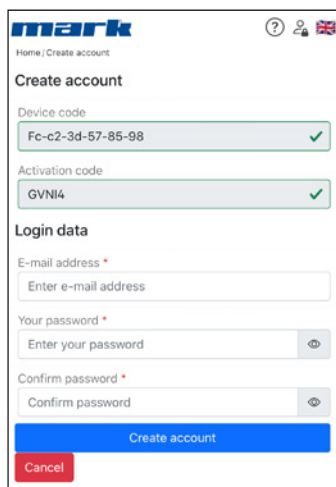 mark
Home/Create account
Create account
Device code
Fc-c2-3d-57-85-98
Activation code
GVNI4
Login data
E-mail address *
Enter e-mail address
Your password *
Enter your password
Confirm password *
Confirm password
Create account
Cancel